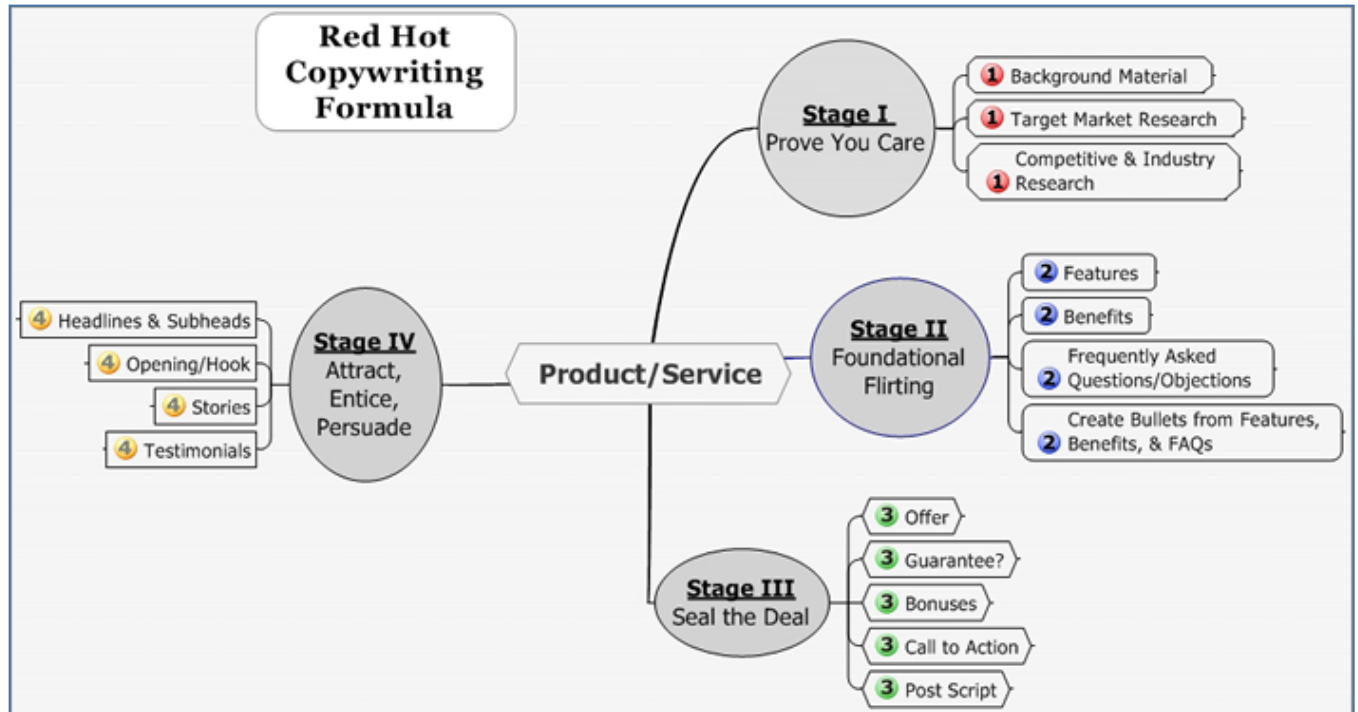 Red Hot
Copywriting
Formula
Stage I
Prove You Care
1 Background Material
1 Target Market Research
Competitive & Industry
1 Research
Stage II
Foundational
Flirting
2 Features
2 Benefits
Frequently Asked
2 Questions/Objections
Create Bullets from Features,
2 Benefits, & FAQs
Product/Service
Stage III
Seal the Deal
3 Offer
3 Guarantee?
3 Bonuses
3 Call to Action
3 Post Script
Stage IV
Attract,
Entice,
Persuade
4 Headlines & Subheads
4 Opening/Hook
4 Stories
4 Testimonials